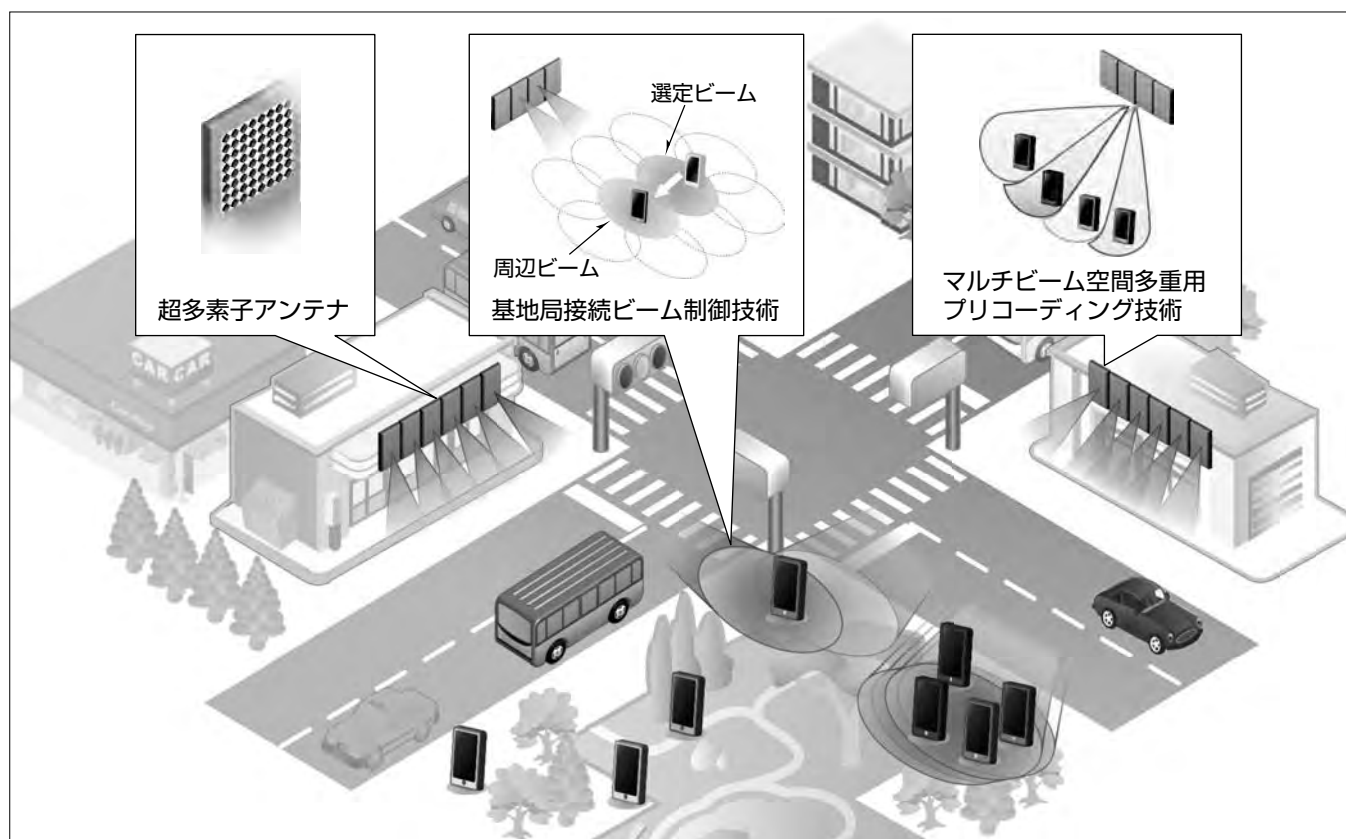 超多素子アンテナ
選定ビーム
周辺ビーム
基地局接続ビーム制御技術
マルチビーム空間多重用
プリコーディング技術
CAR CAR